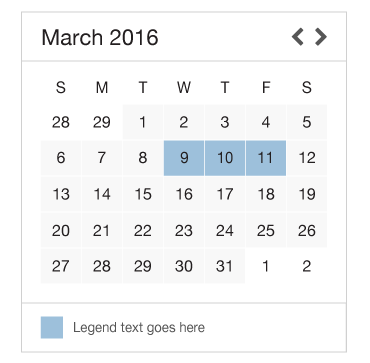 March 2016
S M T W T F S
28 29 1 2 3 4 5
6 7 8 9 10 11 12
13 14 15 16 17 18 19
20 21 22 23 24 25 26
27 28 29 30 31 1 2
Legend text goes here